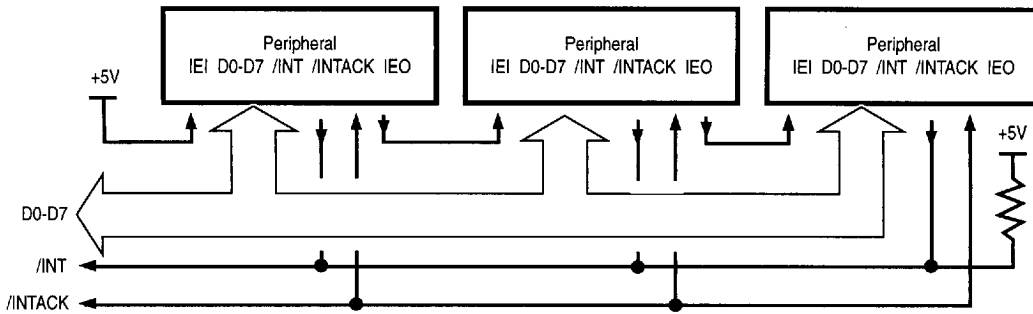 Peripheral
IEI D0-D7 /INT /INTACK IEO
Peripheral
IEI D0-D7 /INT /INTACK IEO
Peripheral
IEI D0-D7 /INT /INTACK IEO
+5V
+5V
D0-D7
/INT
/INTACK